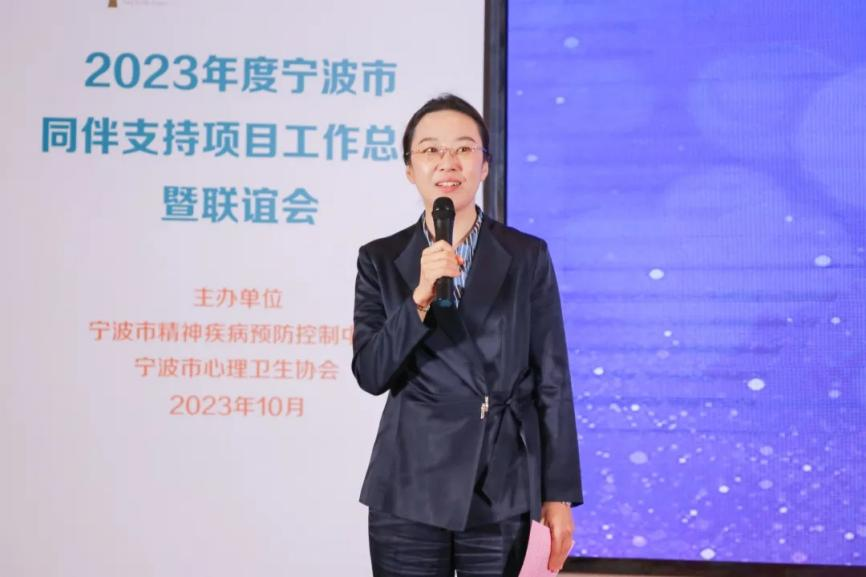 2023年度宁波市
同伴支持项目工作总
暨联谊会
主办单位
宁波市精神疾病预防控制中
宁波市心理卫生协会
2023年10月